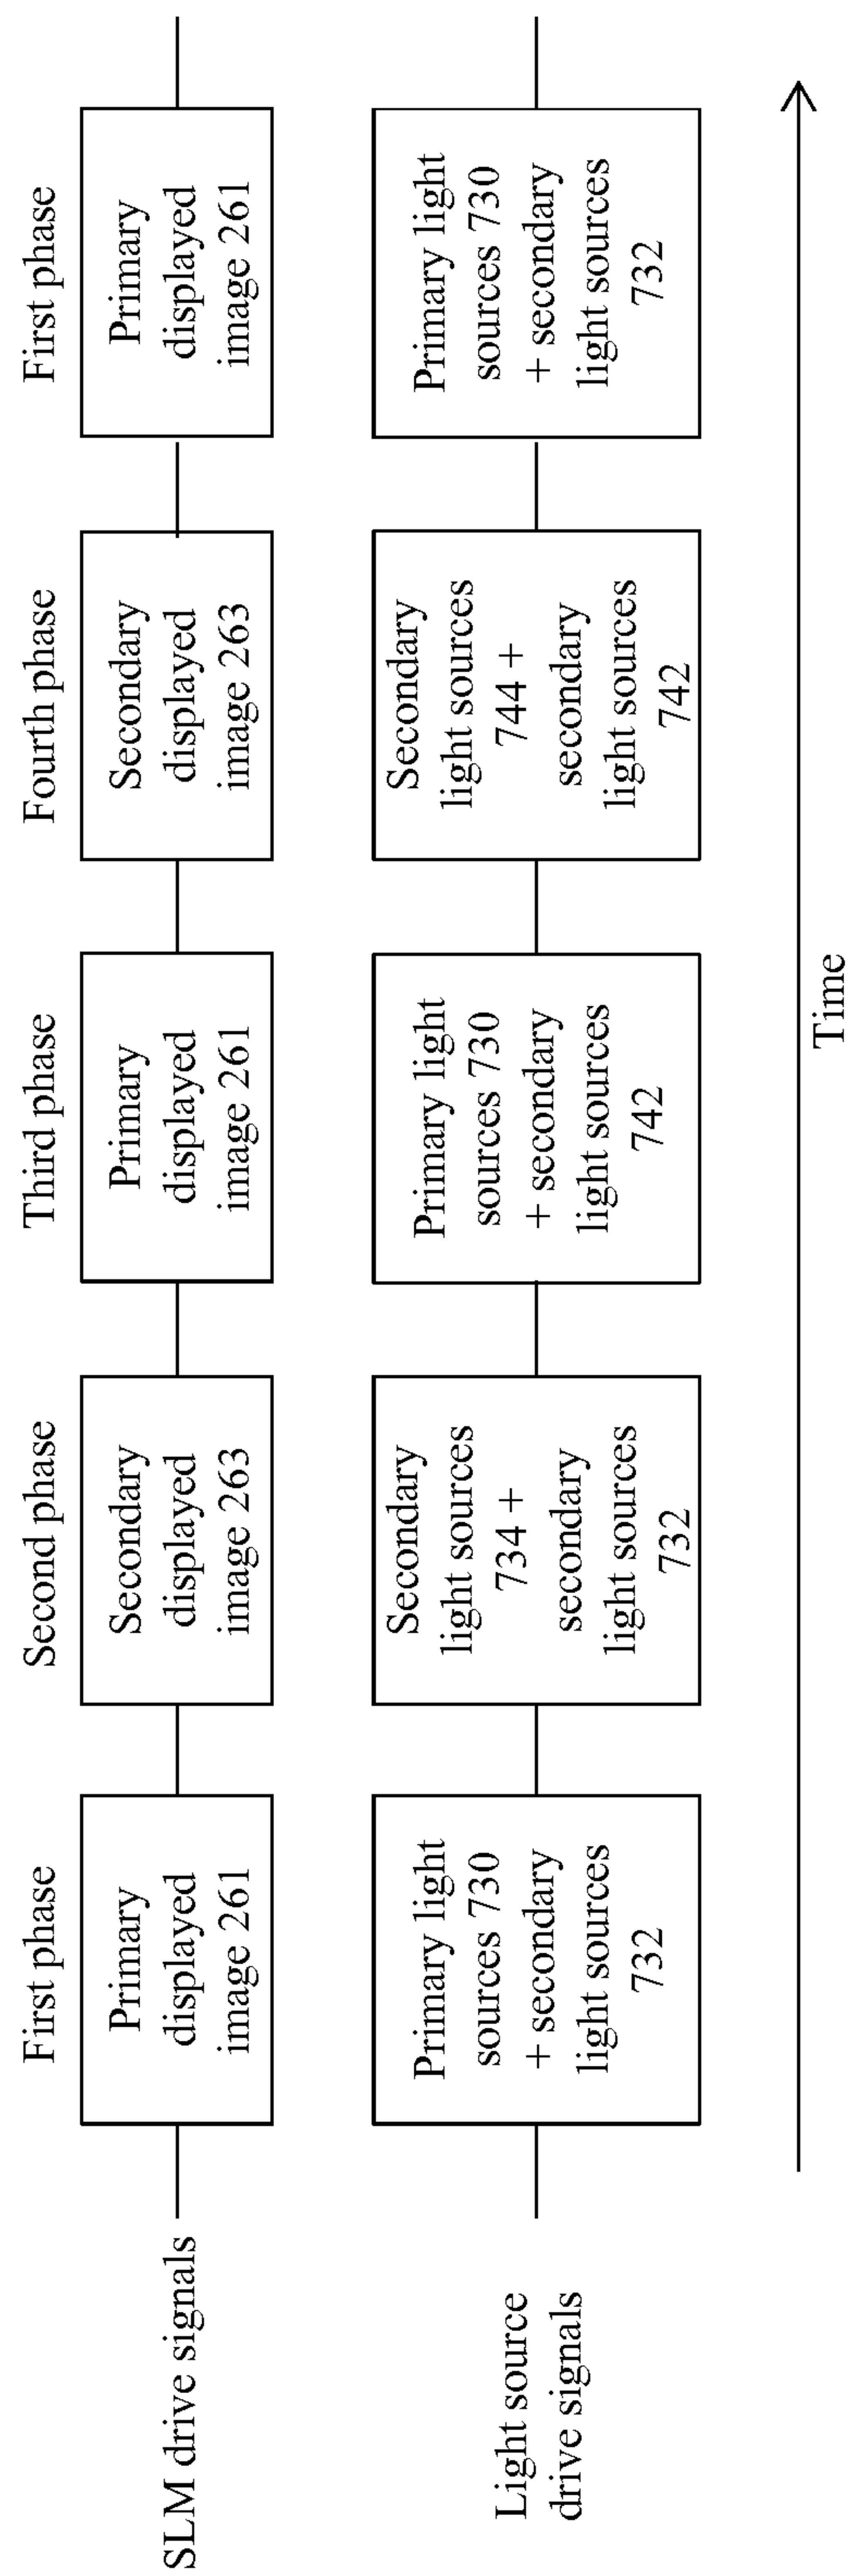 First phase
Second phase
Third phase
Fourth phase
First phase
SLM drive signals
Primary
displayed
image 261
Secondary
displayed
image 263
Primary
displayed
image 261
Secondary
displayed
image 263
Primary
displayed
image 261
Light source
drive signals
Primary light
sources 730
+ secondary
light sources
732
Secondary
light sources
734 +
secondary
light sources
732
Primary light
sources 730
+ secondary
light sources
742
Secondary
light sources
744 +
secondary
light sources
742
Primary light
sources 730
+ secondary
light sources
732
Time